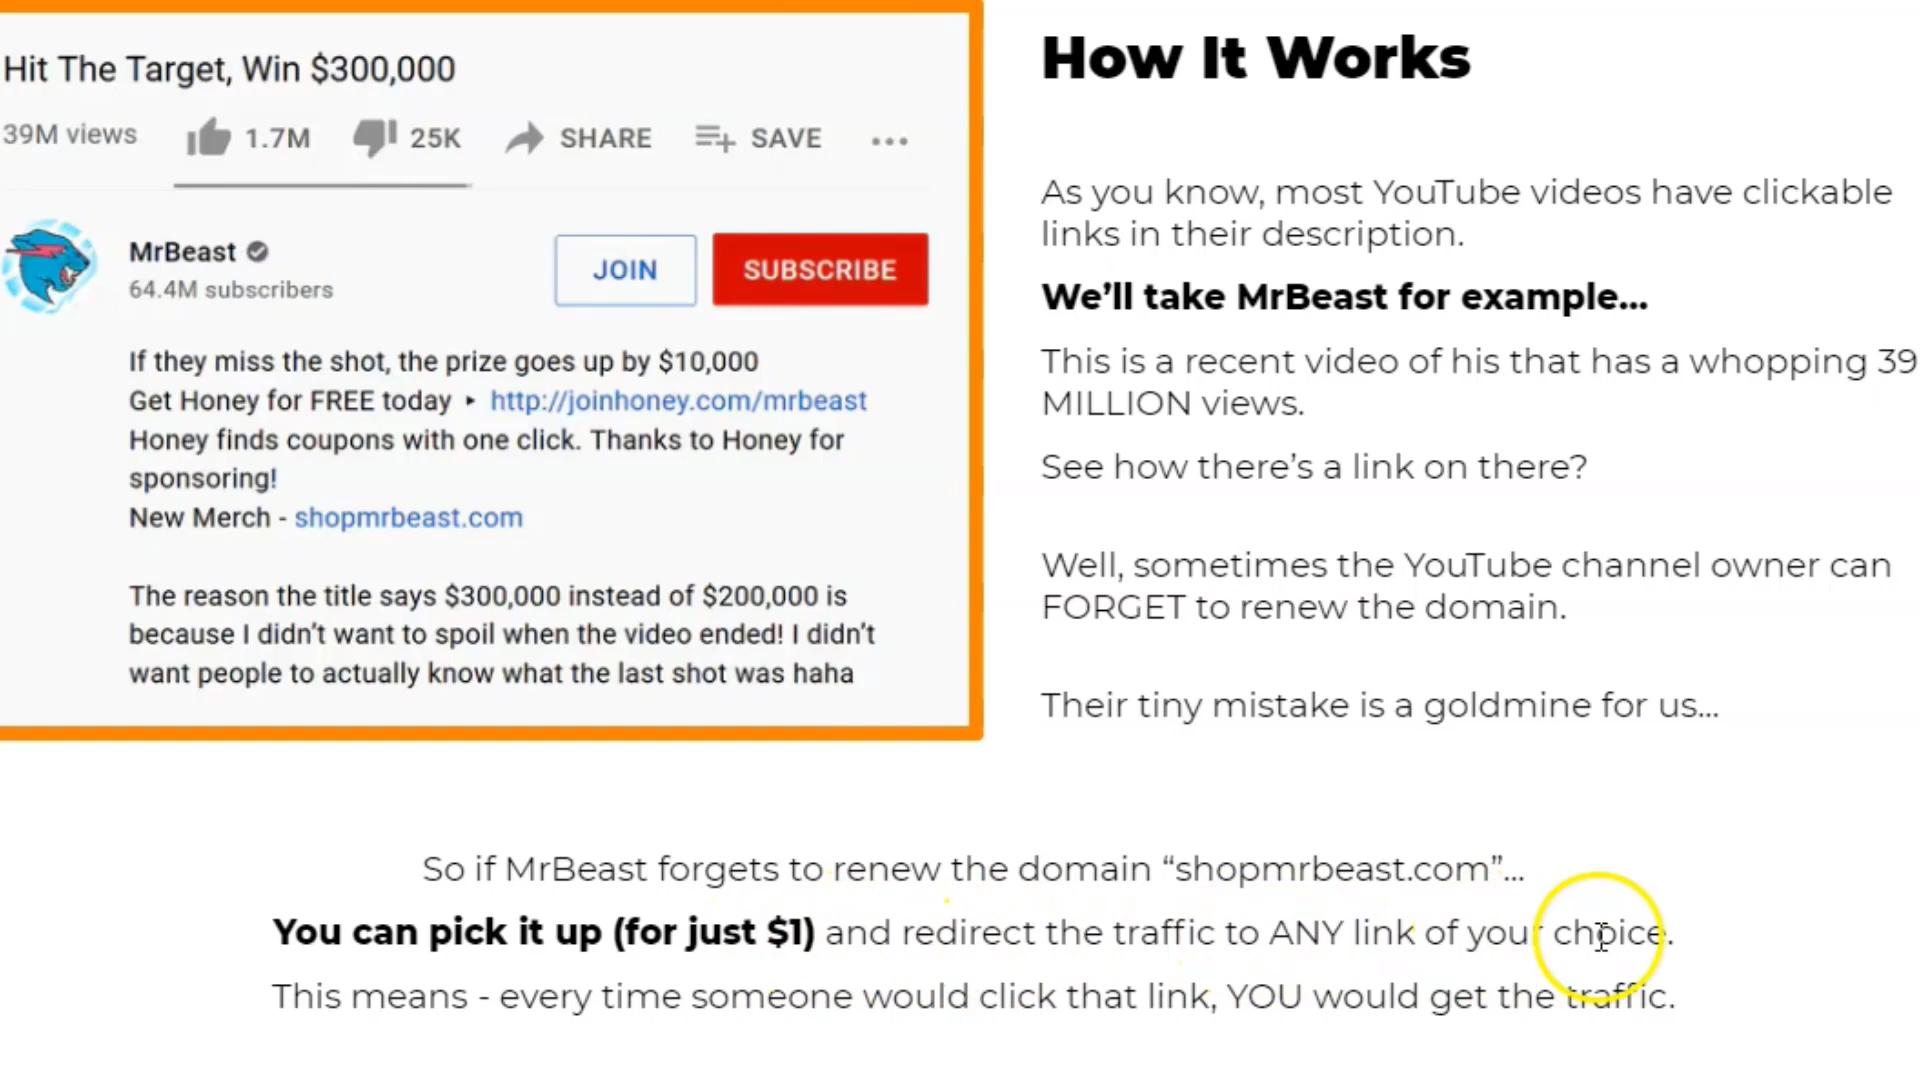 Hit The Target, Win $300,000
39M views 1.7M 25K SHARE SAVE ...
MrBeast
64.4M subscribers
JOIN SUBSCRIBE
If they miss the shot, the prize goes up by $10,000
Get Honey for FREE today ‣ http://joinhoney.com/mrbeast
Honey finds coupons with one click. Thanks to Honey for
sponsoring!
New Merch - shopmrbeast.com
The reason the title says $300,000 instead of $200,000 is
because I didn't want to spoil when the video ended! I didn't
want people to actually know what the last shot was haha
How It Works
As you know, most YouTube videos have clickable
links in their description.
We'll take MrBeast for example...
This is a recent video of his that has a whopping 39
MILLION views.
See how there's a link on there?
Well, sometimes the YouTube channel owner can
FORGET to renew the domain.
Their tiny mistake is a goldmine for us...
So if MrBeast forgets to renew the domain “shopmrbeast.com”...
You can pick it up (for just $1) and redirect the traffic to ANY link of your choice.
This means - every time someone would click that link, YOU would get the traffic.